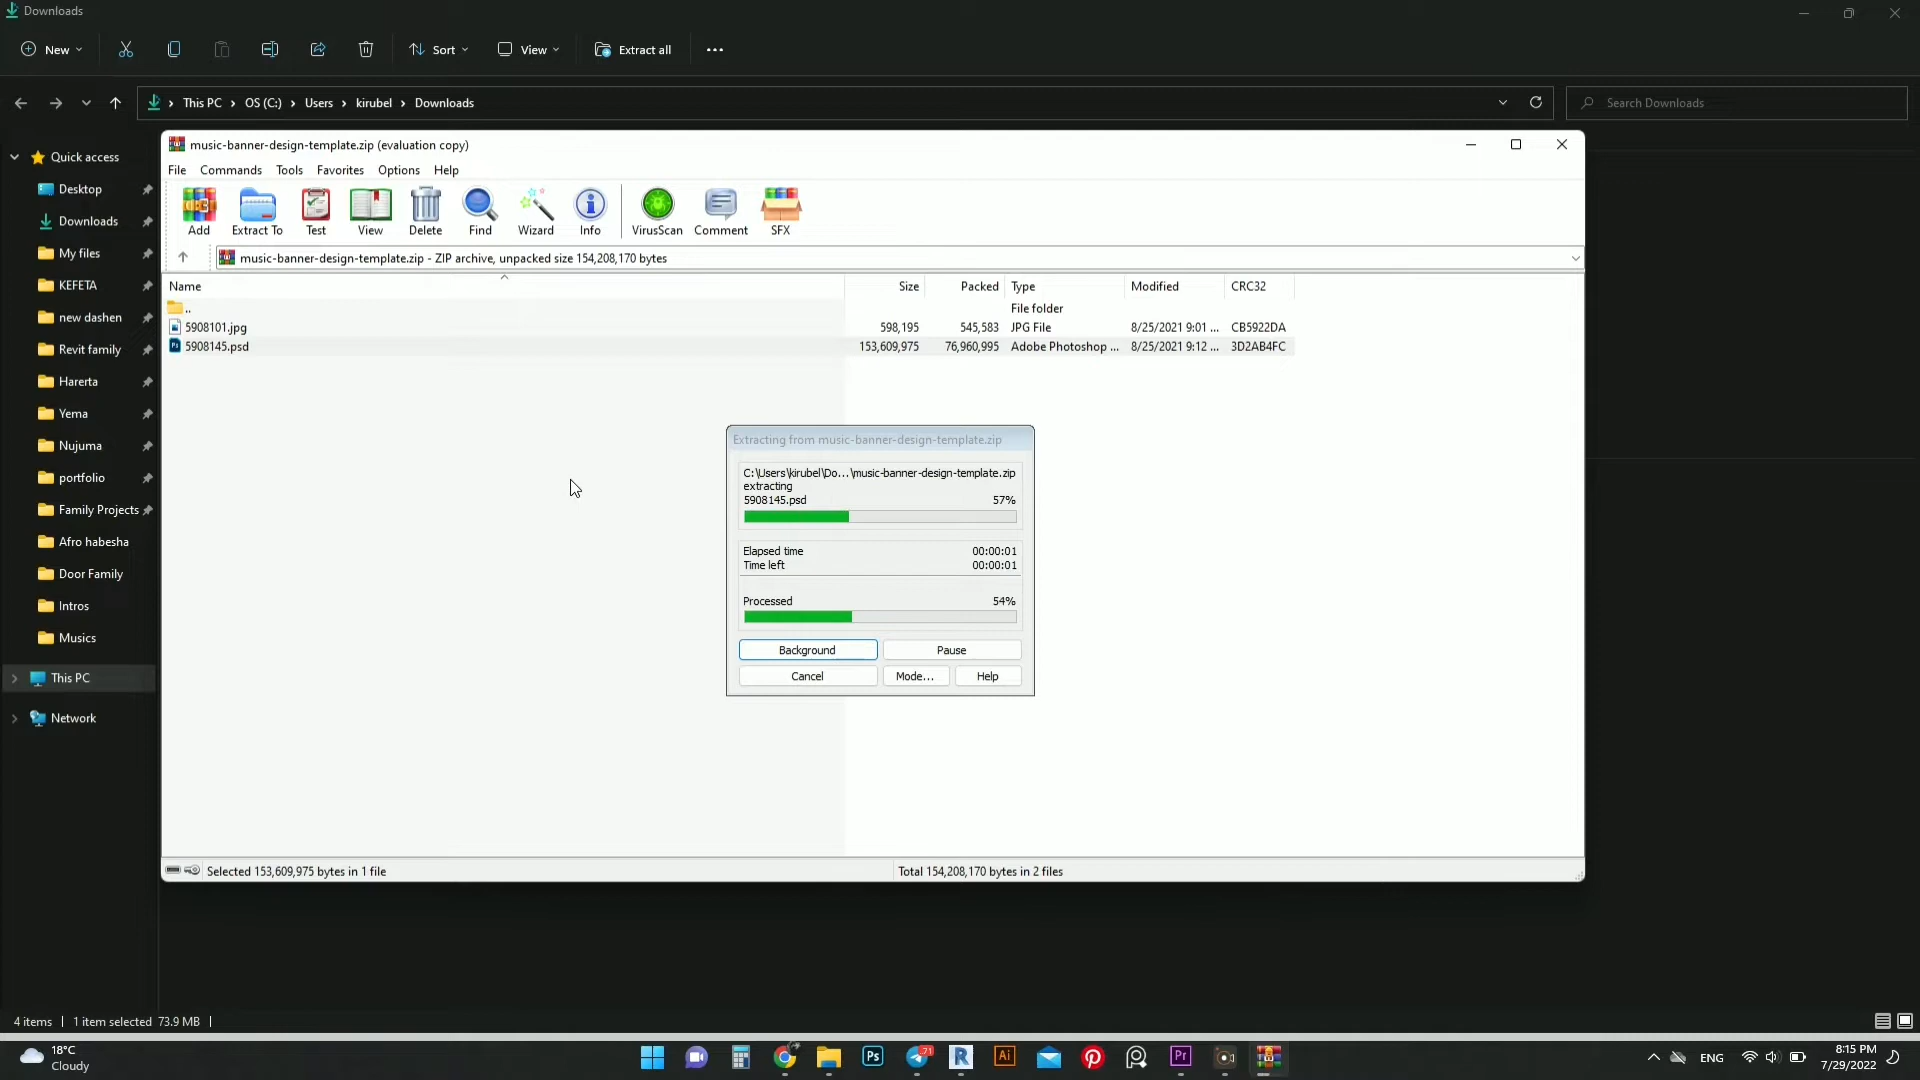 Downloads
New
Sort
View
Extract all
This PC
OS (C:)
Users
kirubel
Downloads
Search Downloads
Quick access
Desktop
Downloads
My files
KEFETA
new dashen
Revit family
Harerta
Yema
Nujuma
portfolio
Family Projects
Afro habesha
Door Family
Intros
Musics
This PC
Network
music-banner-design-template.zip (evaluation copy)
File Commands Tools Favorites Options Help
Add Extract To Test View Delete Find Wizard Info VirusScan Comment SFX
music-banner-design-template.zip - ZIP archive, unpacked size 154,208,170 bytes
Name Size Packed Type Modified CRC32
.. File folder
5908101.jpg 598,195 545,583 JPG File 8/25/2021 9:01 ... CB5922DA
5908145.psd 153,609,975 76,960,995 Adobe Photoshop ... 8/25/2021 9:12 ... 3D2AB4FC
Extracting from music-banner-design-template.zip
C:\Users\kirubel\Do...\music-banner-design-template.zip
extracting
5908145.psd 57%
Elapsed time 00:00:01
Time left 00:00:01
Processed 54%
Background Pause
Cancel Mode... Help
Selected 153,609,975 bytes in 1 file
Total 154,208,170 bytes in 2 files
4 items 1 item selected 73.9 MB
18°C
Cloudy
Ps
71
R
Ai
Pr
ENG
8:15 PM
7/29/2022